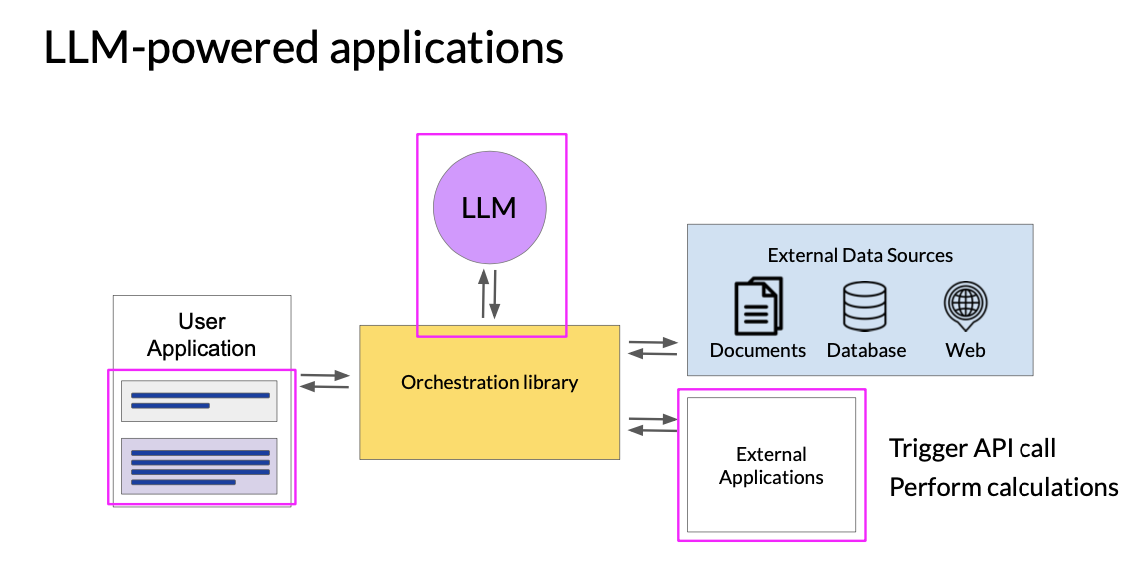 LLM-powered applications
LLM
External Data Sources
Documents
Database
Web
User
Application
Orchestration library
External
Applications
Trigger API call
Perform calculations